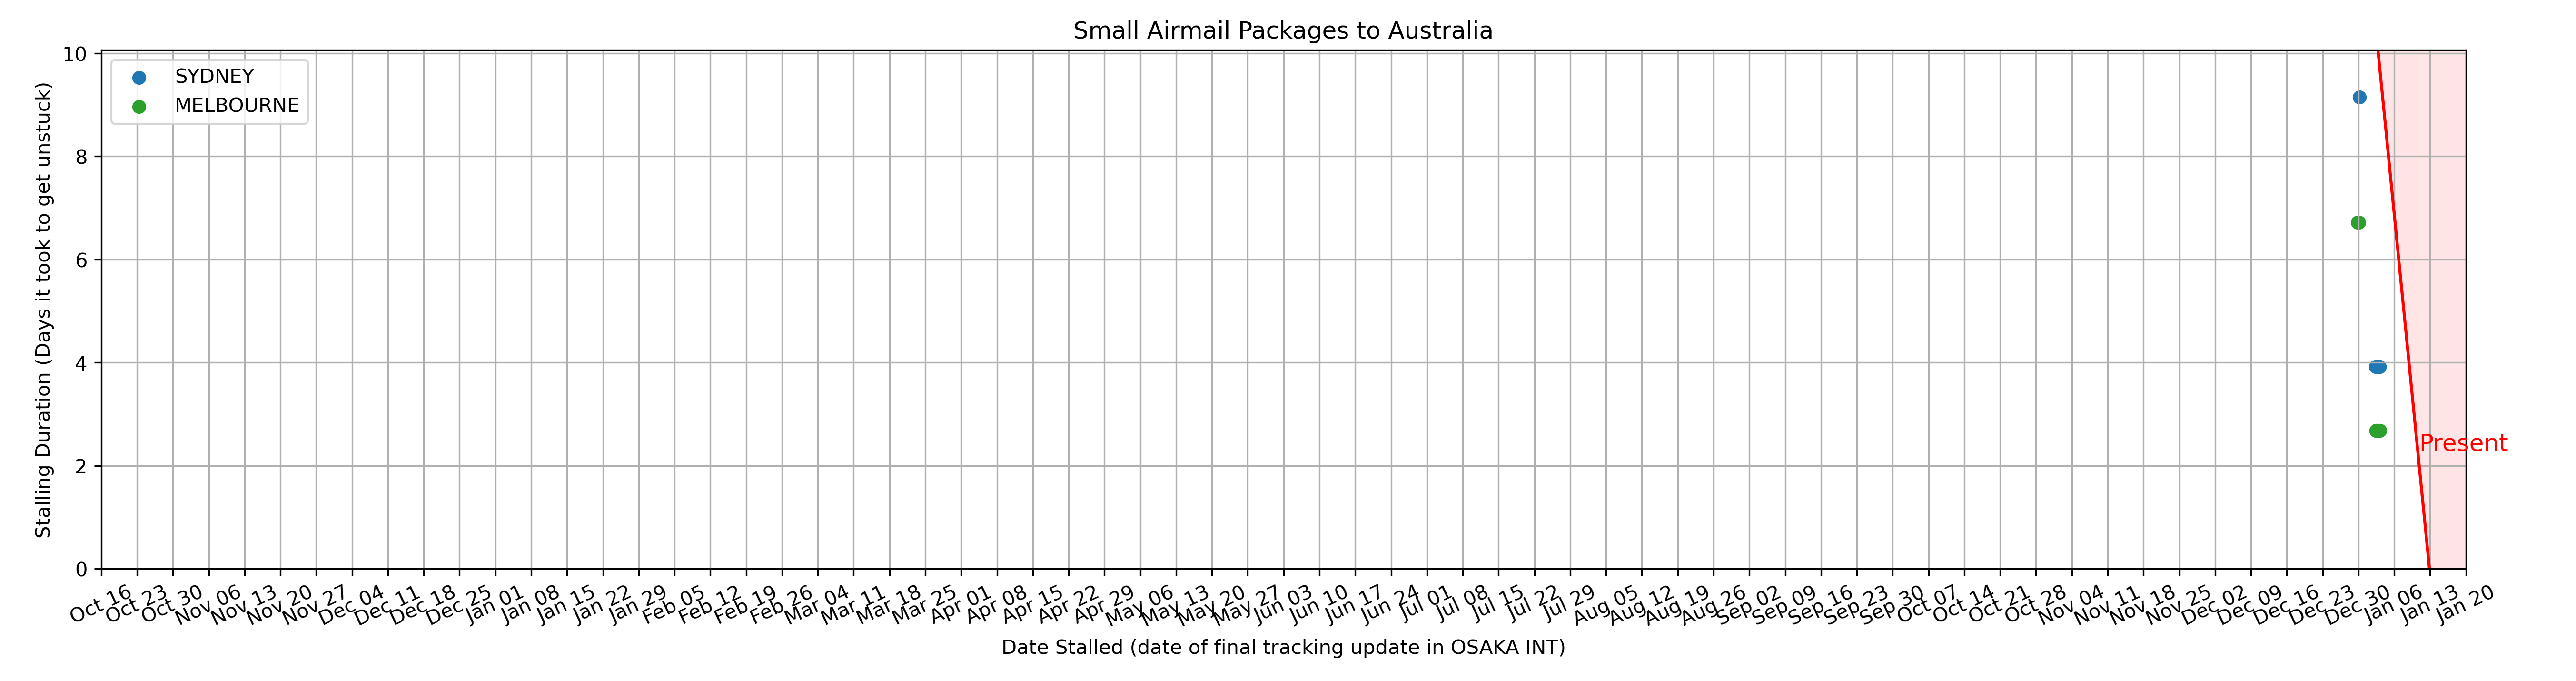 Small Airmail Packages to Australia
SYDNEY
MELBOURNE
Stalling Duration (Days it took to get unstuck)
10
8
6
4
2
0
Present
Oct 16
Oct 23
Oct 30
Nov 06
Nov 13
Nov 20
Nov 27
Dec 04
Dec 11
Dec 18
Dec 25
Jan 01
Jan 08
Jan 15
Jan 22
Jan 29
Feb 05
Feb 12
Feb 19
Feb 26
Mar 04
Mar 11
Mar 18
Mar 25
Apr 01
Apr 08
Apr 15
Apr 22
Apr 29
May 06
May 13
May 20
May 27
Jun 03
Jun 10
Jun 17
Jun 24
Jul 01
Jul 08
Jul 15
Jul 22
Jul 29
Aug 05
Aug 12
Aug 19
Aug 26
Sep 02
Sep 09
Sep 16
Sep 23
Sep 30
Oct 07
Oct 14
Oct 21
Oct 28
Nov 04
Nov 11
Nov 18
Nov 25
Dec 02
Dec 09
Dec 16
Dec 23
Dec 30
Jan 06
Jan 13
Jan 20
Date Stalled (date of final tracking update in OSAKA INT)